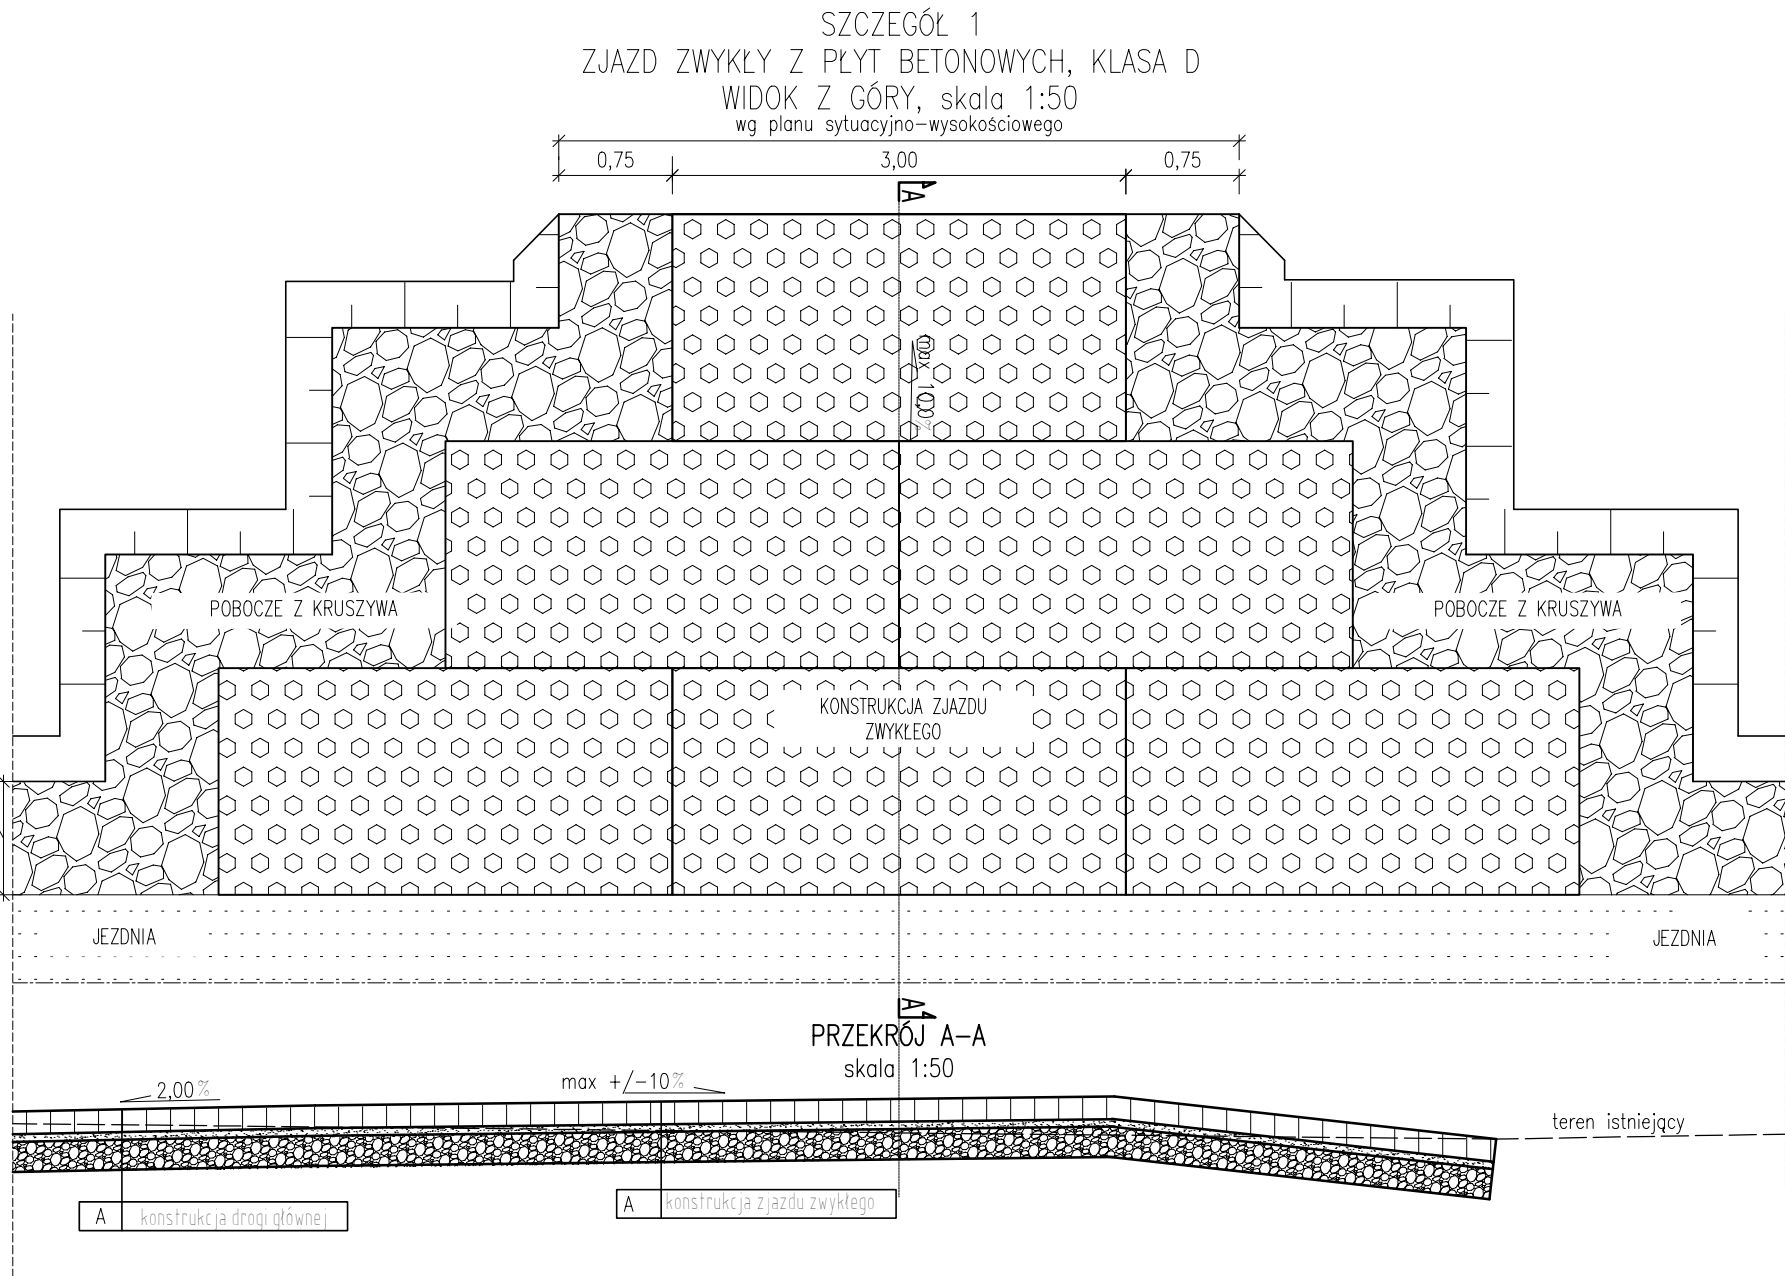 SZCZEGÓŁ 1
ZJAZD ZWYKŁY Z PŁYT BETONOWYCH, KLASA D
WIDOK Z GÓRY, skala 1:50
wg planu sytuacyjno-wysokościowego
0,75 3,00 0,75
A
max 10,0%
POBOCZE Z KRUSZYWA POBOCZE Z KRUSZYWA
KONSTRUKCJA ZJAZDU
ZWYKŁEGO
JEZDNIA JEZDNIA
A
PRZEKRÓJ A-A
skala 1:50
2,00% max +/-10%
teren istniejący
A konstrukcja drogi głównej
A konstrukcja zjazdu zwykłego